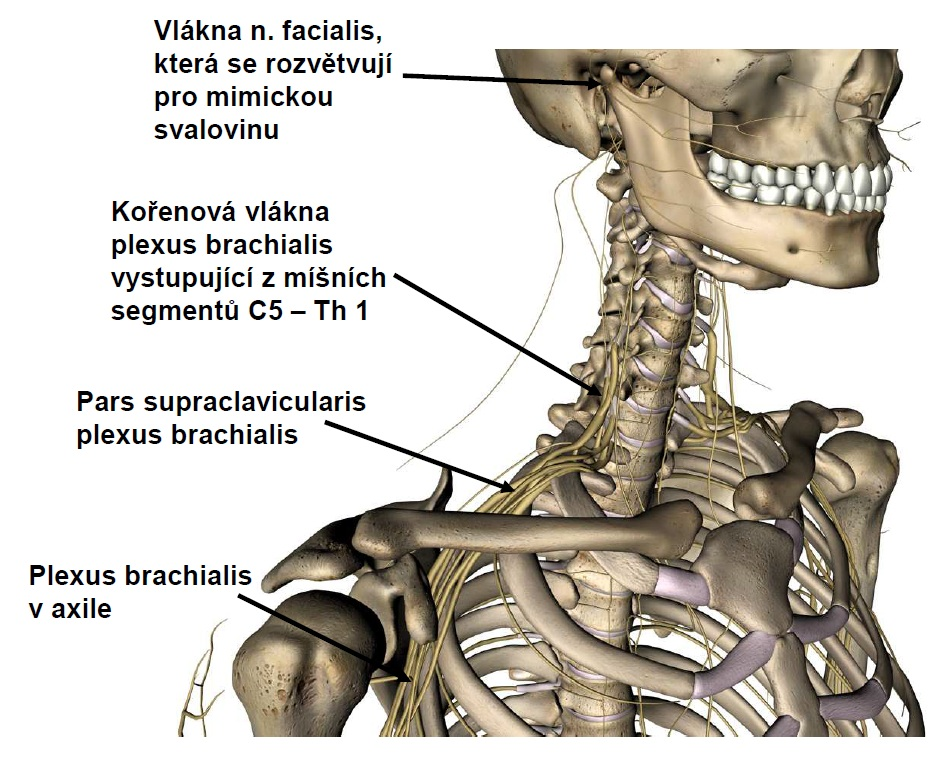 Vlákna n. facialis,
která se rozvětvují
pro mimickou
svalovinu
Kořenová vlákna
plexus brachialis
vystupující z míšních
segmentů C5 – Th 1
Pars supraclavicularis
plexus brachialis
Plexus brachialis
v axile